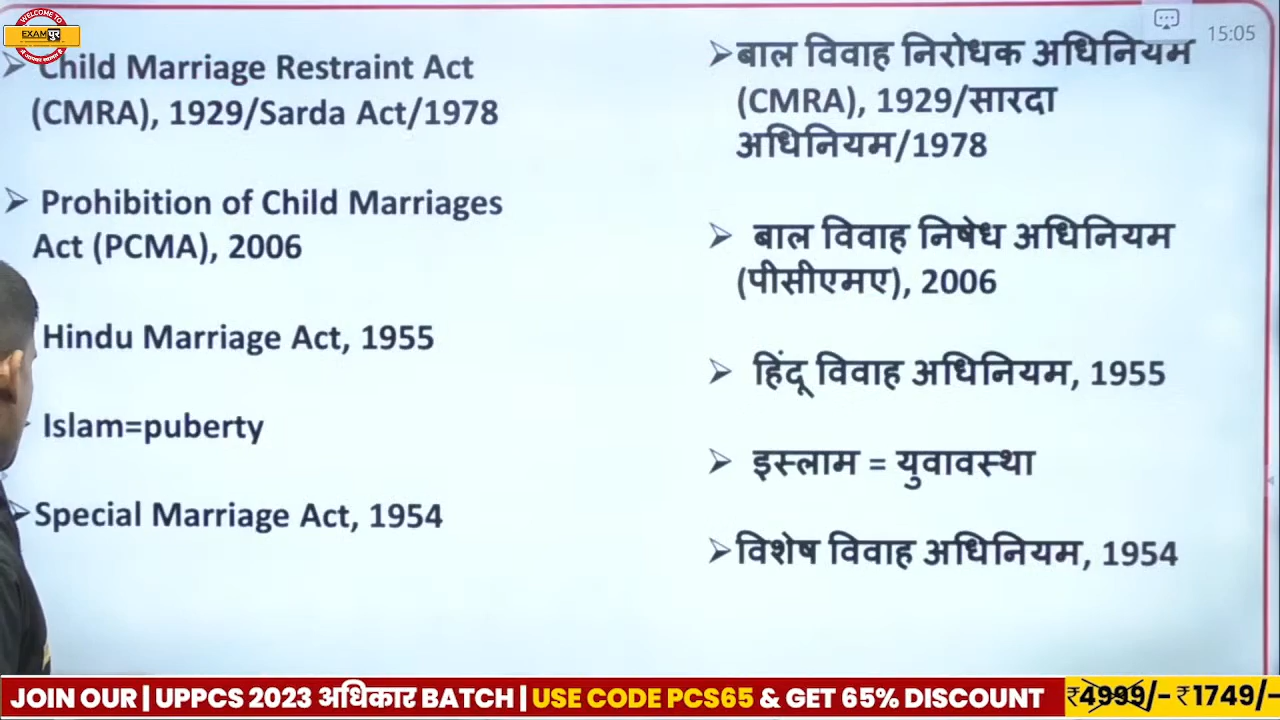 WELCOME TO
EXAM पुर
Child Marriage Restraint Act
(CMRA), 1929/Sarda Act/1978
Prohibition of Child Marriages
Act (PCMA), 2006
Hindu Marriage Act, 1955
Islam=puberty
Special Marriage Act, 1954
15:05
बाल विवाह निरोधक अधिनियम
(CMRA), 1929/सारदा
अधिनियम/1978
बाल विवाह निषेध अधिनियम
(पीसीएमए), 2006
हिंदू विवाह अधिनियम, 1955
इस्लाम = युवावस्था
विशेष विवाह अधिनियम, 1954
JOIN OUR | UPPCS 2023 अधिकार BATCH | USE CODE PCS65 & GET 65% DISCOUNT ₹4999/- ₹1749/-